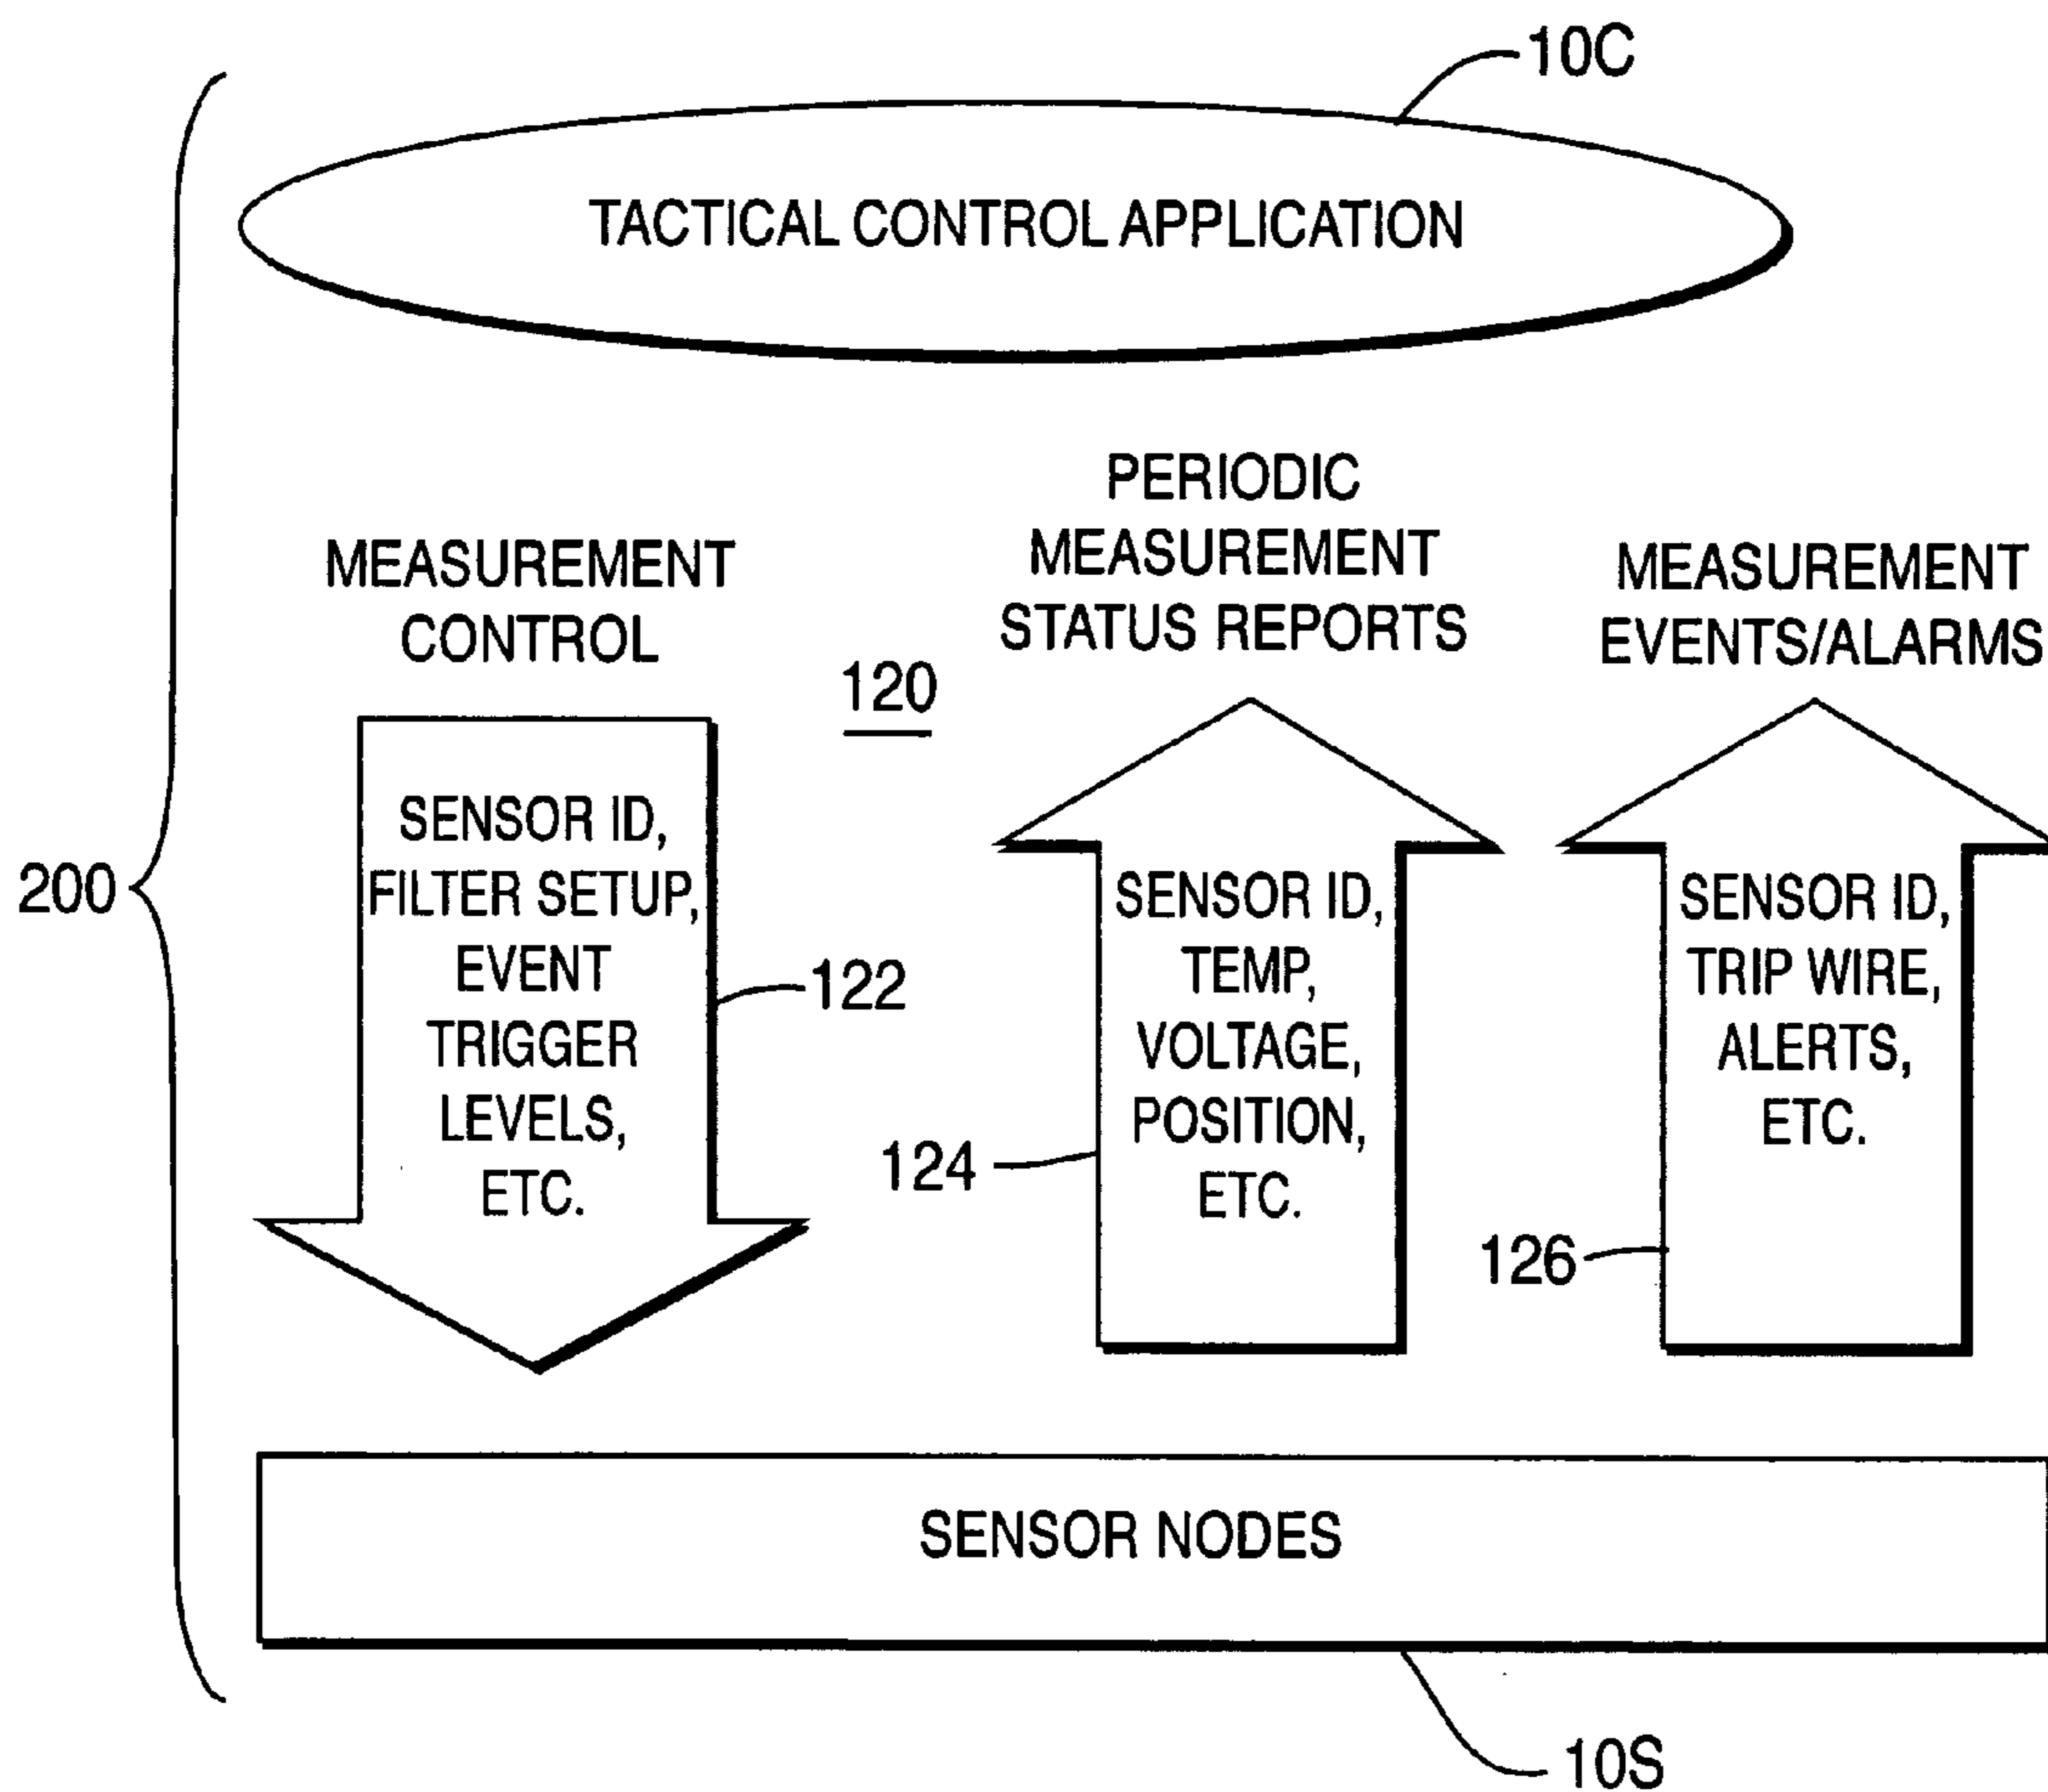 10C
TACTICAL CONTROL APPLICATION
MEASUREMENT
CONTROL
PERIODIC
MEASUREMENT
STATUS REPORTS
MEASUREMENT
EVENTS/ALARMS
120
200
SENSOR ID,
FILTER SETUP,
EVENT
TRIGGER
LEVELS,
ETC.
122
SENSOR ID,
TEMP,
VOLTAGE,
POSITION,
ETC.
124
SENSOR ID,
TRIP WIRE,
ALERTS,
ETC.
126
SENSOR NODES
10S